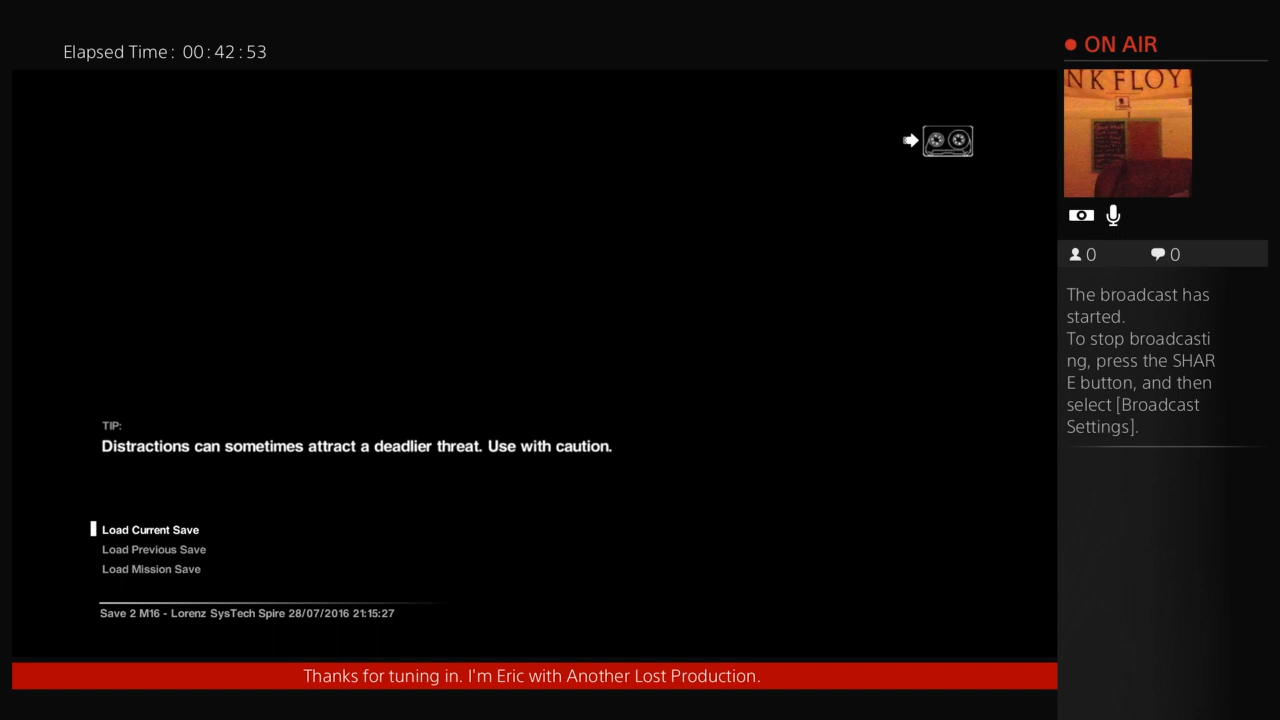 Elapsed Time: 00:42:53
ON AIR
NK FLOY
0 0
The broadcast has
started.
To stop broadcasti
ng, press the SHAR
E button, and then
select [Broadcast
Settings].
TIP:
Distractions can sometimes attract a deadlier threat. Use with caution.
Load Current Save
Load Previous Save
Load Mission Save
Save 2 M16 - Lorenz SysTech Spire 28/07/2016 21:15:27
Thanks for tuning in. I'm Eric with Another Lost Production.